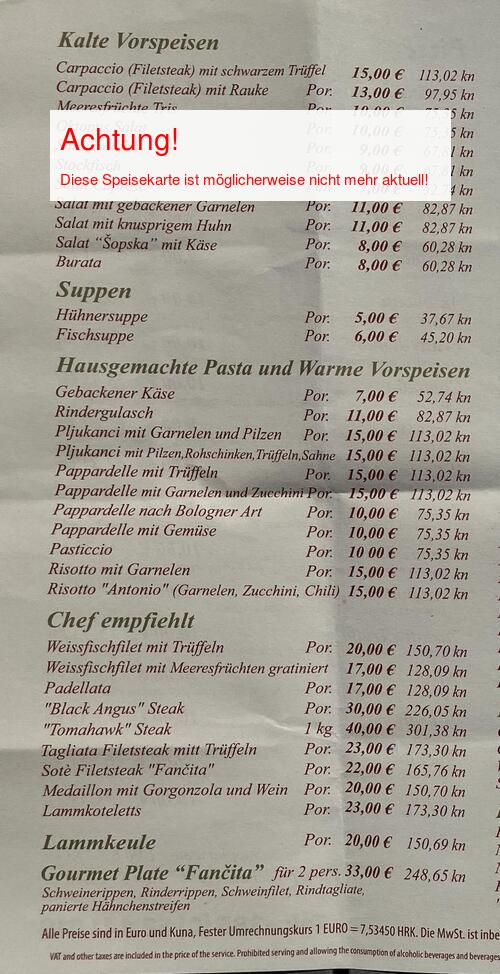 Kalte Vorspeisen
Carpaccio (Filetsteak) mit schwarzem Trüffel 15,00 € 113,02 kn
Carpaccio (Filetsteak) mit Rauke Por. 13,00 € 97,95 kn
Meeresfrüchte Tris Por. 10,00 € 75,35 kn
Achtung!
Diese Speisekarte ist möglicherweise nicht mehr aktuell!
Stockfisch 9,00 €
Salat mit gebackener Garnelen Por. 11,00 € 82,87 kn
Salat mit knusprigem Huhn Por. 11,00 € 82,87 kn
Salat “Šopska” mit Käse Por. 8,00 € 60,28 kn
Burata Por. 8,00 € 60,28 kn
Suppen
Hühnersuppe Por. 5,00 € 37,67 kn
Fischsuppe Por. 6,00 € 45,20 kn
Hausgemachte Pasta und Warme Vorspeisen
Gebackener Käse Por. 7,00 € 52,74 kn
Rindergulasch Por. 11,00 € 82,87 kn
Pljukanci mit Garnelen und Pilzen Por. 15,00 € 113,02 kn
Pljukanci mit Pilzen,Rohschinken,Trüffeln,Sahne 15,00 € 113,02 kn
Pappardelle mit Trüffeln Por. 15,00 € 113,02 kn
Pappardelle mit Garnelen und Zucchini Por. 15,00 € 113,02 kn
Pappardelle nach Bologner Art Por. 10,00 € 75,35 kn
Pappardelle mit Gemüse Por. 10,00 € 75,35 kn
Pasticcio Por. 10 00 € 75,35 kn
Risotto mit Garnelen Por. 15,00 € 113,02 kn
Risotto "Antonio" (Garnelen, Zucchini, Chili) 15,00 € 113,02 kn
Chef empfiehlt
Weissfischfilet mit Trüffeln Por. 20,00 € 150,70 kn
Weissfischfilet mit Meeresfrüchten gratiniert 17,00 € 128,09 kn
Padellata Por. 17,00 € 128,09 kn
"Black Angus" Steak Por. 30,00 € 226,05 kn
"Tomahawk" Steak 1 kg 40,00 € 301,38 kn
Tagliata Filetsteak mitt Trüffeln Por. 23,00 € 173,30 kn
Sotè Filetsteak "Fančita" Por. 22,00 € 165,76 kn
Medaillon mit Gorgonzola und Wein Por. 20,00 € 150,70 kn
Lammkoteletts Por. 23,00 € 173,30 kn
Lammkeule Por. 20,00 € 150,69 kn
Gourmet Plate “Fančita” für 2 pers. 33,00 € 248,65 kn
Schweinerippen, Rinderrippen, Schweinfilet, Rindtagliate,
panierte Hähnchenstreifen
Alle Preise sind in Euro und Kuna, Fester Umrechnungskurs 1 EURO = 7,53450 HRK. Die MwSt. ist inbe
VAT and other taxes are included in the price of the service. Prohibited serving and allowing the consumption of alcoholic beverages and beverages